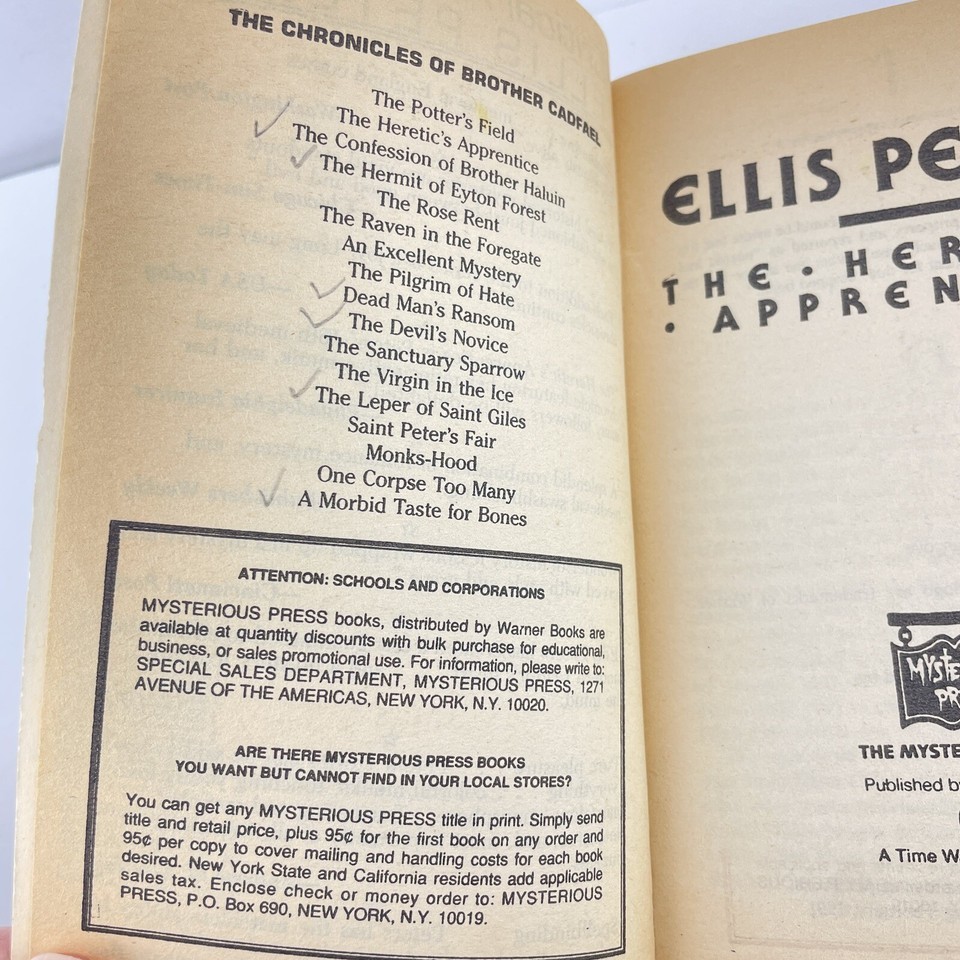 THE CHRONICLES OF BROTHER CADFAEL
The Potter's Field
The Heretic's Apprentice
The Confession of Brother Haluin
The Hermit of Eyton Forest
The Rose Rent
The Raven in the Foregate
An Excellent Mystery
The Pilgrim of Hate
Dead Man's Ransom
The Devil's Novice
The Sanctuary Sparrow
The Virgin in the Ice
The Leper of Saint Giles
Saint Peter's Fair
Monks-Hood
One Corpse Too Many
A Morbid Taste for Bones
ATTENTION: SCHOOLS AND CORPORATIONS
MYSTERIOUS PRESS books, distributed by Warner Books are
available at quantity discounts with bulk purchase for educational,
business, or sales promotional use. For information, please write to:
SPECIAL SALES DEPARTMENT, MYSTERIOUS PRESS, 1271
AVENUE OF THE AMERICAS, NEW YORK, N.Y. 10020.
ARE THERE MYSTERIOUS PRESS BOOKS
YOU WANT BUT CANNOT FIND IN YOUR LOCAL STORES?
You can get any MYSTERIOUS PRESS title in print. Simply send
title and retail price, plus 95¢ for the first book on any order and
95¢ per copy to cover mailing and handling costs for each book
desired. New York State and California residents add applicable
sales tax. Enclose check or money order to: MYSTERIOUS
PRESS, P.O. Box 690, NEW YORK, N.Y. 10019.
ELLIS PE
THE • HER
• APPREN
MYSTE
PR
THE MYSTE
Published by
A Time W